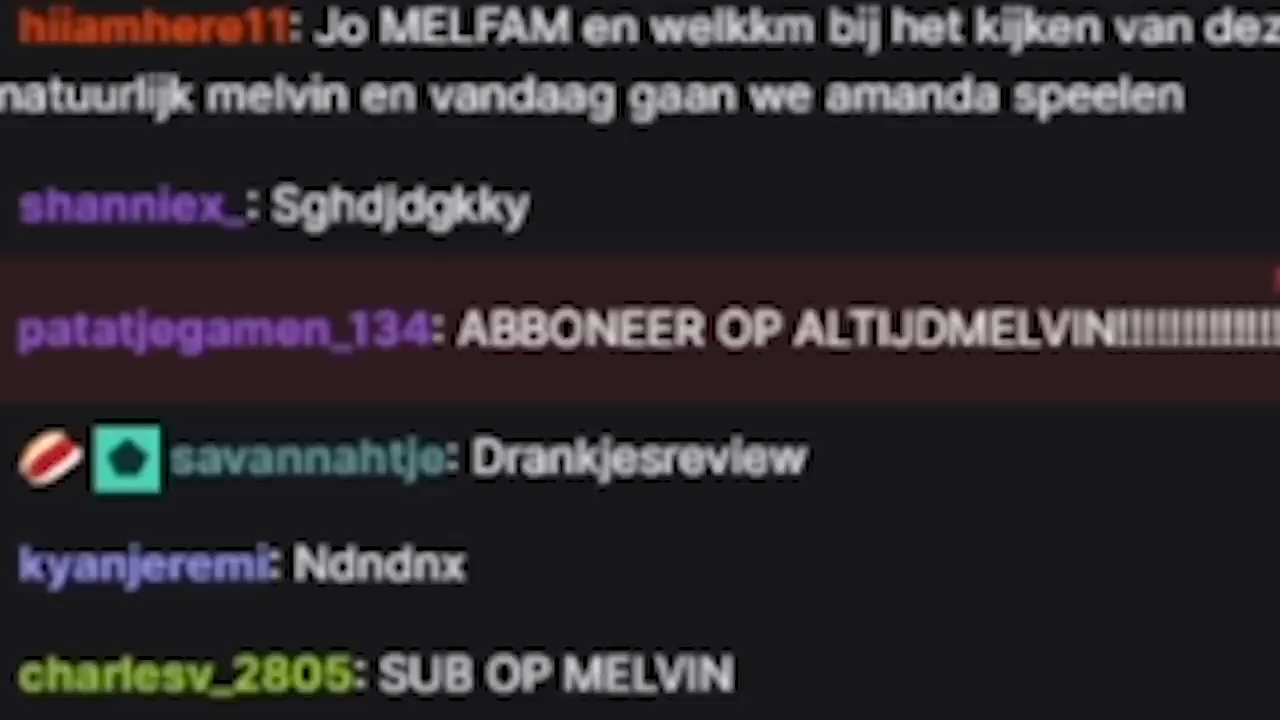 hiiamhere11: Jo MELFAM en welkkm bij het kijken van dez
natuurlijk melvin en vandaag gaan we amanda speelen
shanniex_: Sghdjdgkky
patatjegamen_134: ABBONEER OP ALTIJDMELVIN!!!!!!!!!!!!!!!
savannahtje: Drankjesreview
kyanjeremi: Ndndnx
charlesv_2805: SUB OP MELVIN